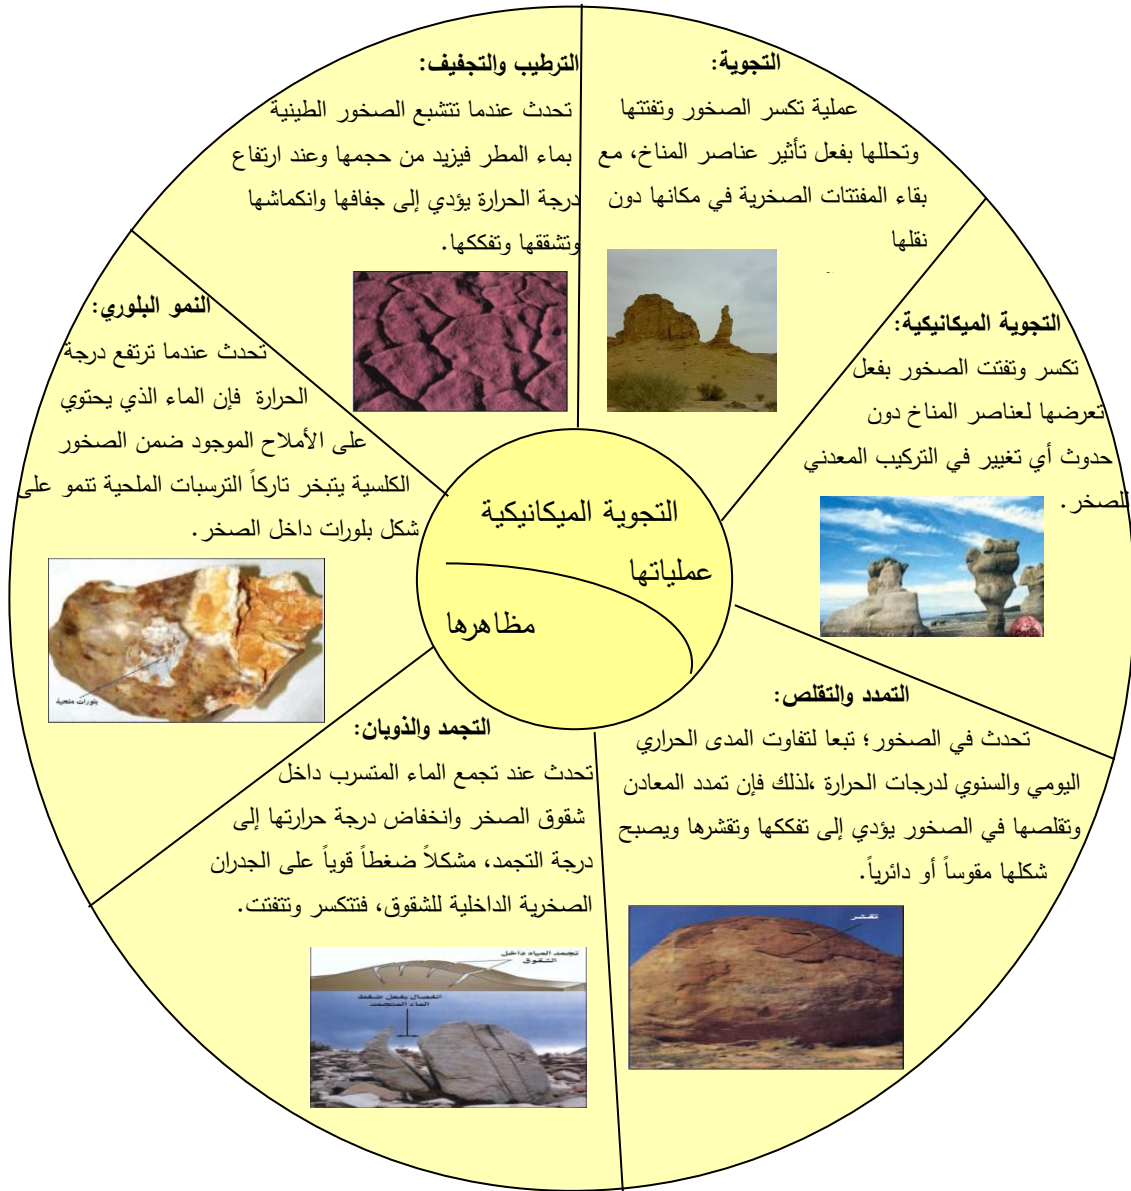 التجوية الميكانيكية
عملياتها
مظاهرها
التجوية:
عملية تكسر الصخور وتفتتها
وتحللها بفعل تأثير عناصر المناخ، مع
بقاء المفتتات الصخرية في مكانها دون
نقلها
التجوية الميكانيكية:
تكسر وتفتت الصخور بفعل
تعرضها لعناصر المناخ دون
حدوث أي تغيير في التركيب المعدني
للصخر.
التمدد والتقلص:
تحدث في الصخور؛ تبعا لتفاوت المدى الحراري
اليومي والسنوي لدرجات الحرارة ،لذلك فإن تمدد المعادن
وتقلصها في الصخور يؤدي إلى تفككها وتقشرها ويصبح
شكلها مقوساً أو دائرياً.
تقشر
التجمد والذوبان:
تحدث عند تجمع الماء المتسرب داخل
شقوق الصخر وانخفاض درجة حرارتها إلى
درجة التجمد، مشكلاً ضغطاً قوياً على الجدران
الصخرية الداخلية للشقوق، فتتكسر وتتفتت.
تجمد المياه داخل
الشقوق
انفصال بفعل ضغط
الماء المتجمد
النمو البلوري:
تحدث عندما ترتفع درجة
الحرارة فإن الماء الذي يحتوي
على الأملاح الموجود ضمن الصخور
الكلسية يتبخر تاركاً الترسبات الملحية تنمو على
شكل بلورات داخل الصخر.
بلورات ملحية
الترطيب والتجفيف:
تحدث عندما تتشبع الصخور الطينية
بماء المطر فيزيد من حجمها وعند ارتفاع
درجة الحرارة يؤدي إلى جفافها وانكماشها
وتشققها وتفككها.